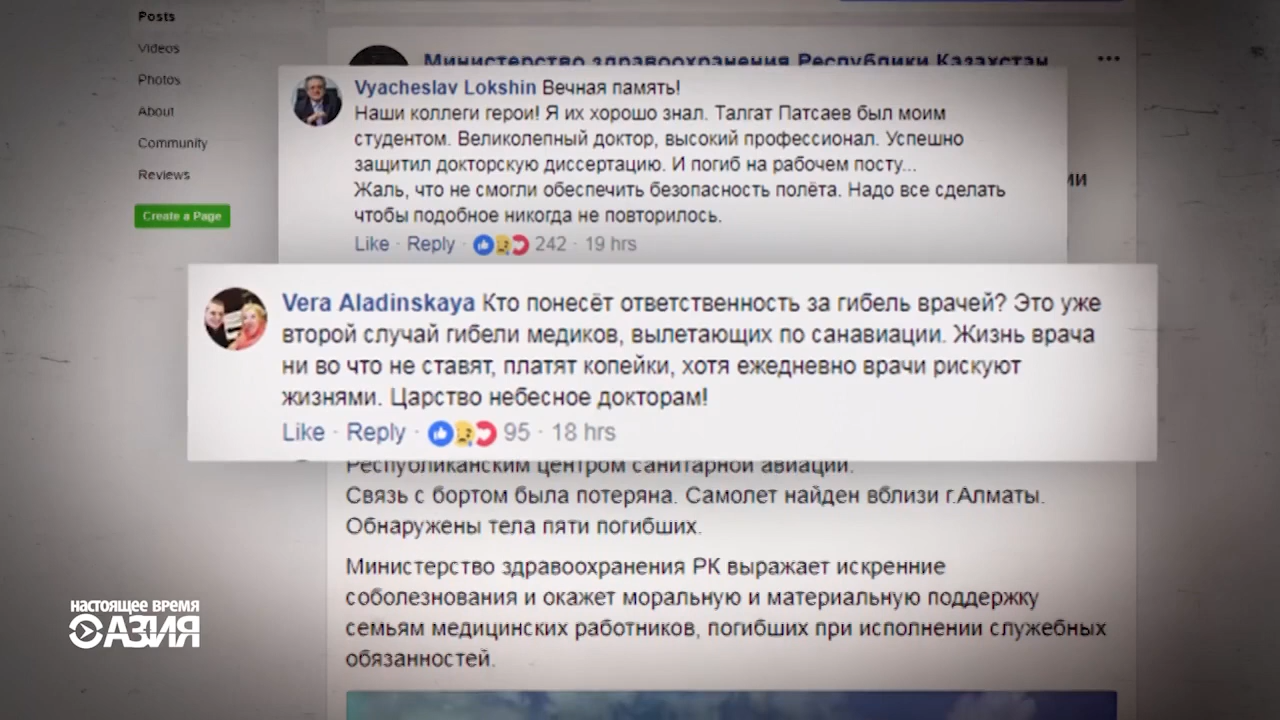 Posts
Videos
Photos
About
Community
Reviews
Create a Page
Министерство здравоохранения Республики Казахстан
Vyacheslav Lokshin Вечная память!
Наши коллеги герои! Я их хорошо знал. Талгат Патсаев был моим
студентом. Великолепный доктор, высокий профессионал. Успешно
защитил докторскую диссертацию. И погиб на рабочем посту...
Жаль, что не смогли обеспечить безопасность полёта. Надо все сделать
чтобы подобное никогда не повторилось.
Like · Reply · 242 · 19 hrs
Vera Aladinskaya Кто понесёт ответственность за гибель врачей? Это уже
второй случай гибели медиков, вылетающих по санавиации. Жизнь врача
ни во что не ставят, платят копейки, хотя ежедневно врачи рискуют
жизнями. Царство небесное докторам!
Like · Reply · 95 · 18 hrs
Республиканским центром санитарной авиации.
Связь с бортом была потеряна. Самолет найден вблизи г.Алматы.
Обнаружены тела пяти погибших.
Министерство здравоохранения РК выражает искренние
соболезнования и окажет моральную и материальную поддержку
семьям медицинских работников, погибших при исполнении служебных
обязанностей.
НАСТОЯЩЕЕ ВРЕМЯ
АЗИЯ